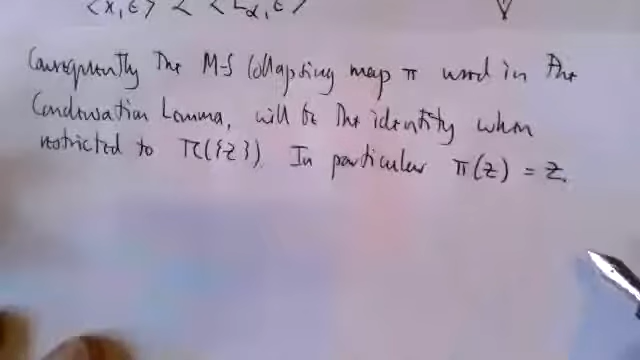 ⟨X,∈⟩ ≺ ⟨L_α,∈⟩
Consequently the M-S Collapsing map π used in the
Condensation Lemma, will be the identity when
restricted to TC({z}). In particular π(z) = z.